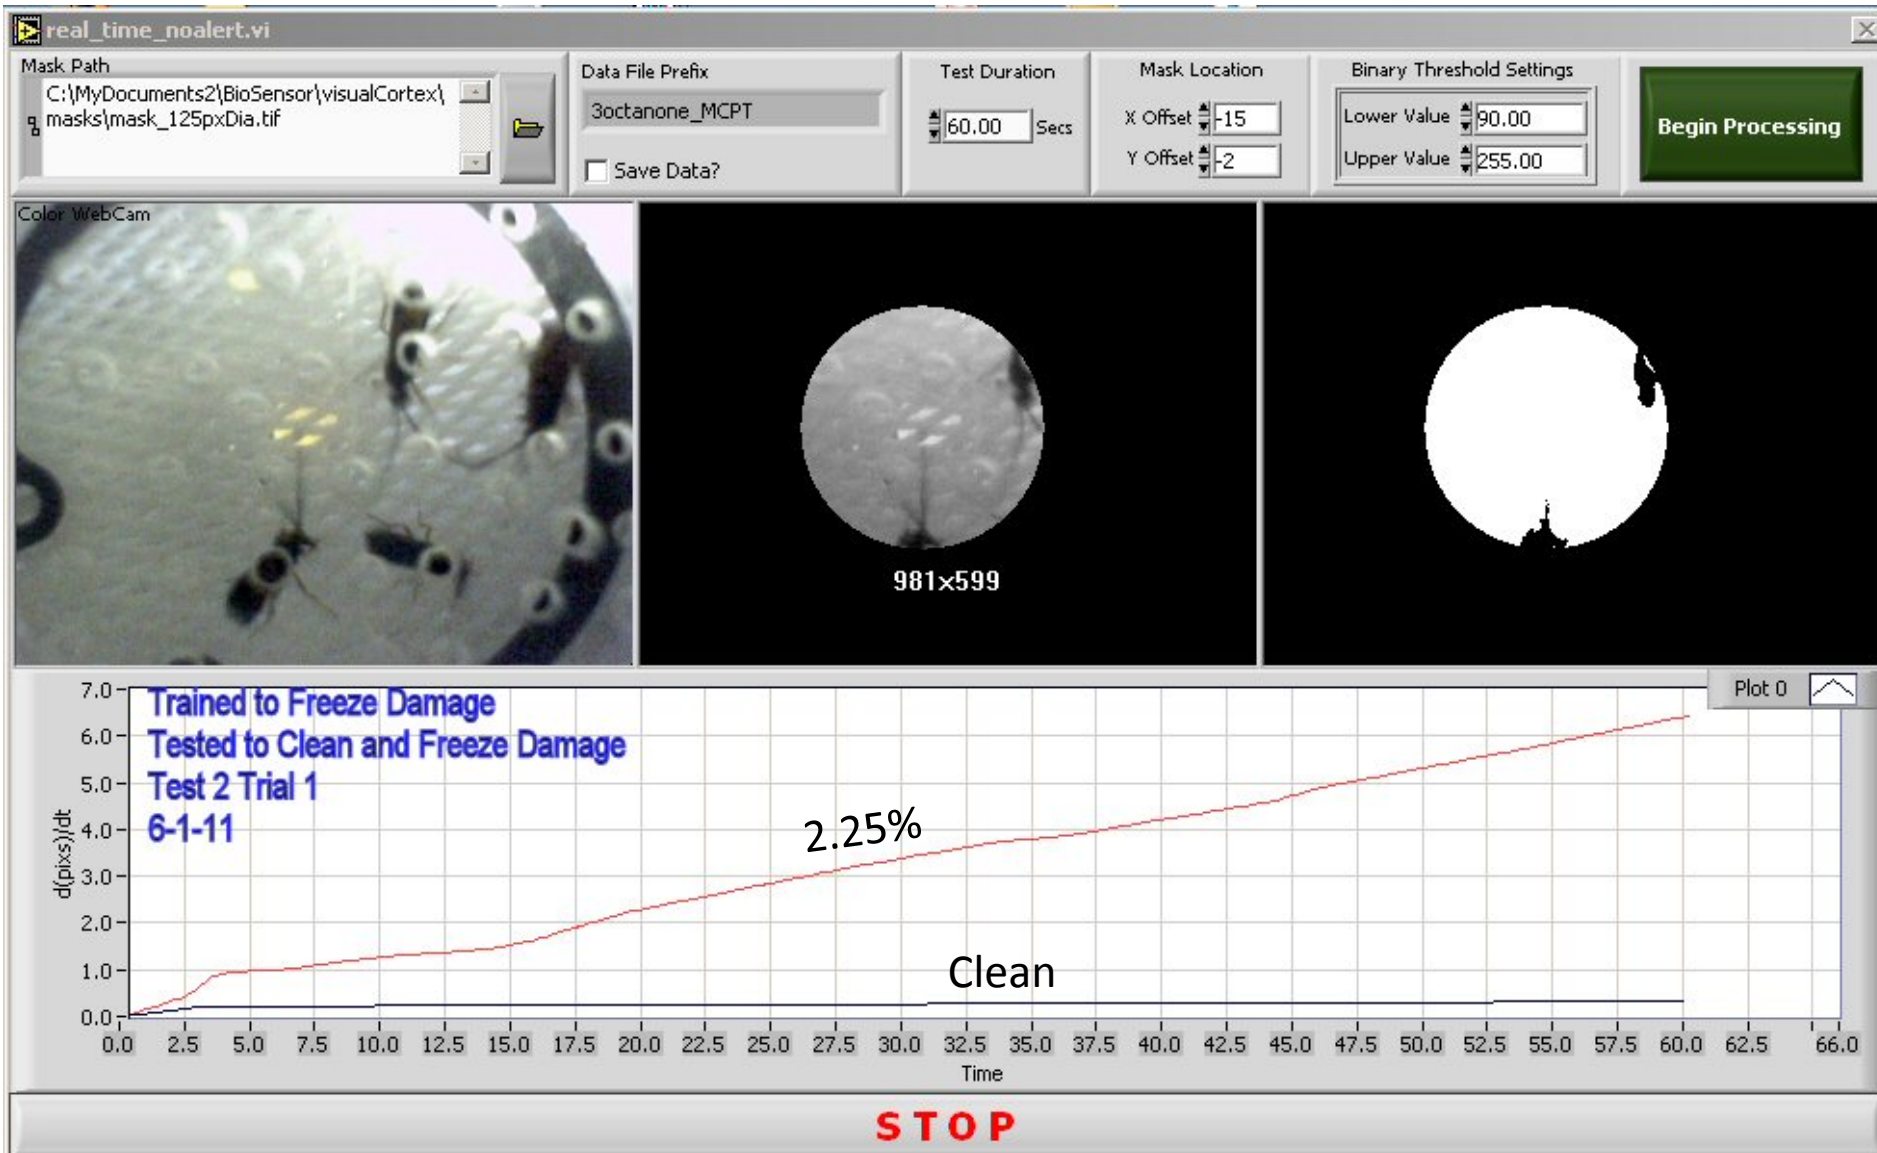 real_time_noalert.vi
Mask Path
C:\MyDocuments2\BioSensor\visualCortex\
masks\mask_125pxDia.tif
Data File Prefix
3octanone_MCPT
Save Data?
Test Duration
60.00 Secs
Mask Location
X Offset -15
Y Offset -2
Binary Threshold Settings
Lower Value 90.00
Upper Value 255.00
Begin Processing
Color WebCam
981x599
Plot 0
Trained to Freeze Damage
Tested to Clean and Freeze Damage
Test 2 Trial 1
6-1-11
2.25%
Clean
d(pixs)/dt
7.0
6.0
5.0
4.0
3.0
2.0
1.0
0.0
0.0 2.5 5.0 7.5 10.0 12.5 15.0 17.5 20.0 22.5 25.0 27.5 30.0 32.5 35.0 37.5 40.0 42.5 45.0 47.5 50.0 52.5 55.0 57.5 60.0 62.5 66.0
Time
STOP